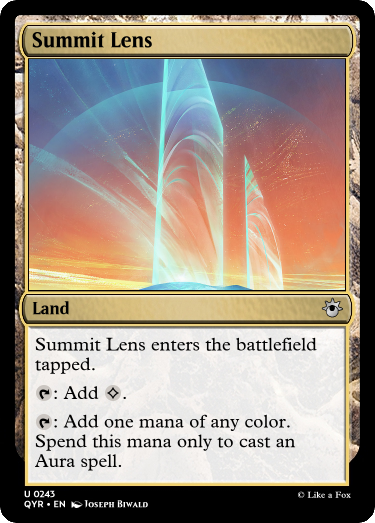 Summit Lens
Land
Summit Lens enters the battlefield
tapped.
: Add .
: Add one mana of any color.
Spend this mana only to cast an
Aura spell.
U 0243
QYR • EN Joseph Biwald
© Like a Fox